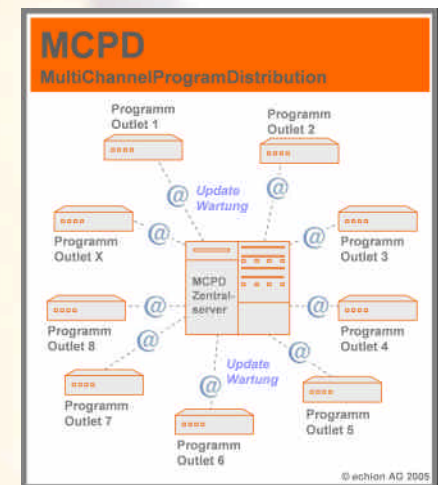 MCPD
MultiChannelProgramDistribution
Programm
Outlet 1
Programm
Outlet 2
@
Update
Wartung
@
@
Programm
Outlet X
@
Programm
Outlet 3
MCPD
Zentral-
server
@
Programm
Outlet 8
@
Programm
Outlet 4
@
Programm
Outlet 7
Update
Wartung
@
@
Programm
Outlet 5
Programm
Outlet 6
© echion AG 2005